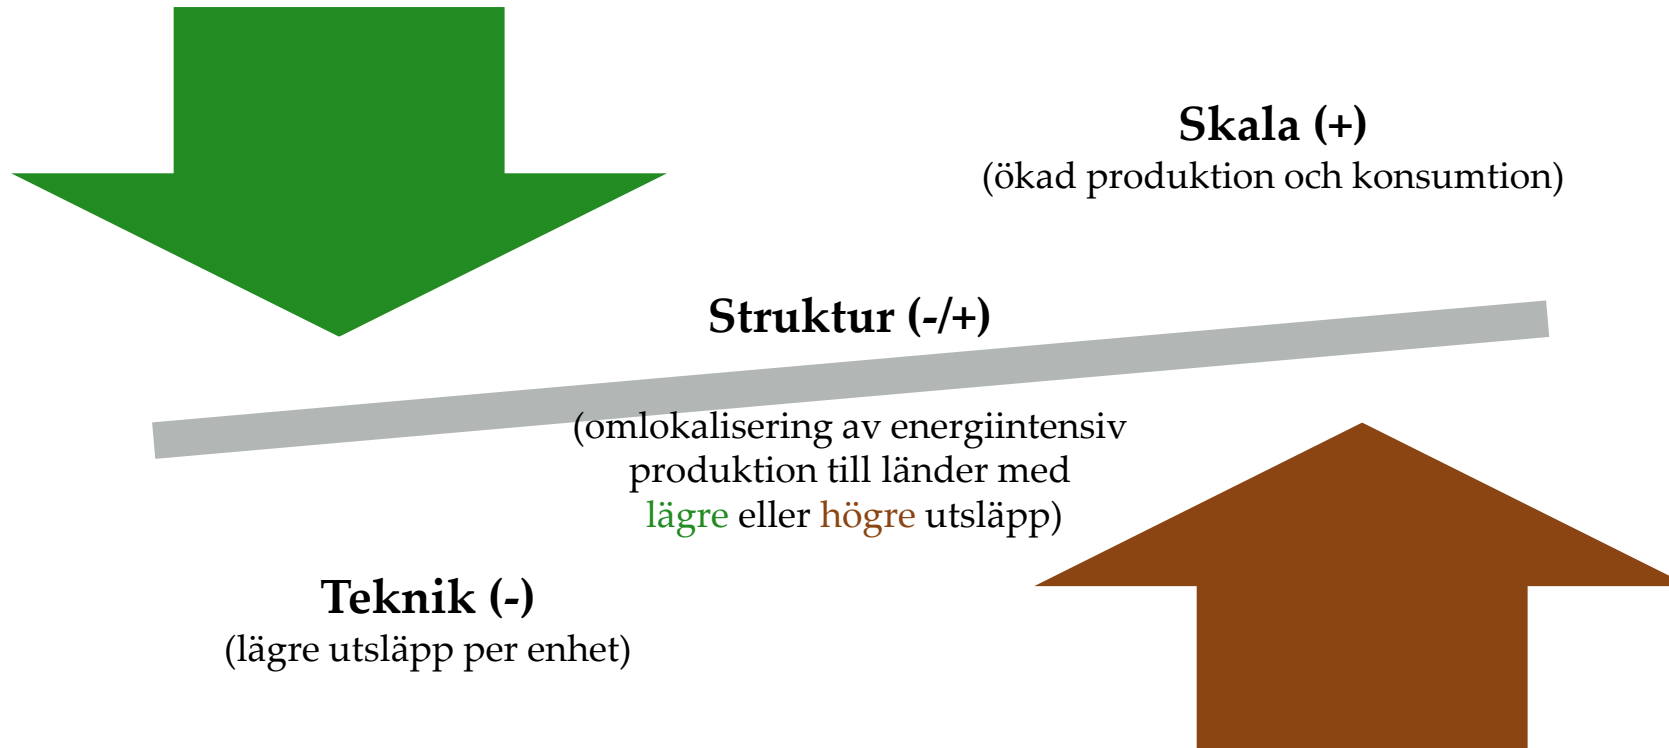 Skala (+)
(ökad produktion och konsumtion)
Struktur (-/+)
(omlokalisering av energiintensiv
produktion till länder med
lägre eller högre utsläpp)
Teknik (-)
(lägre utsläpp per enhet)